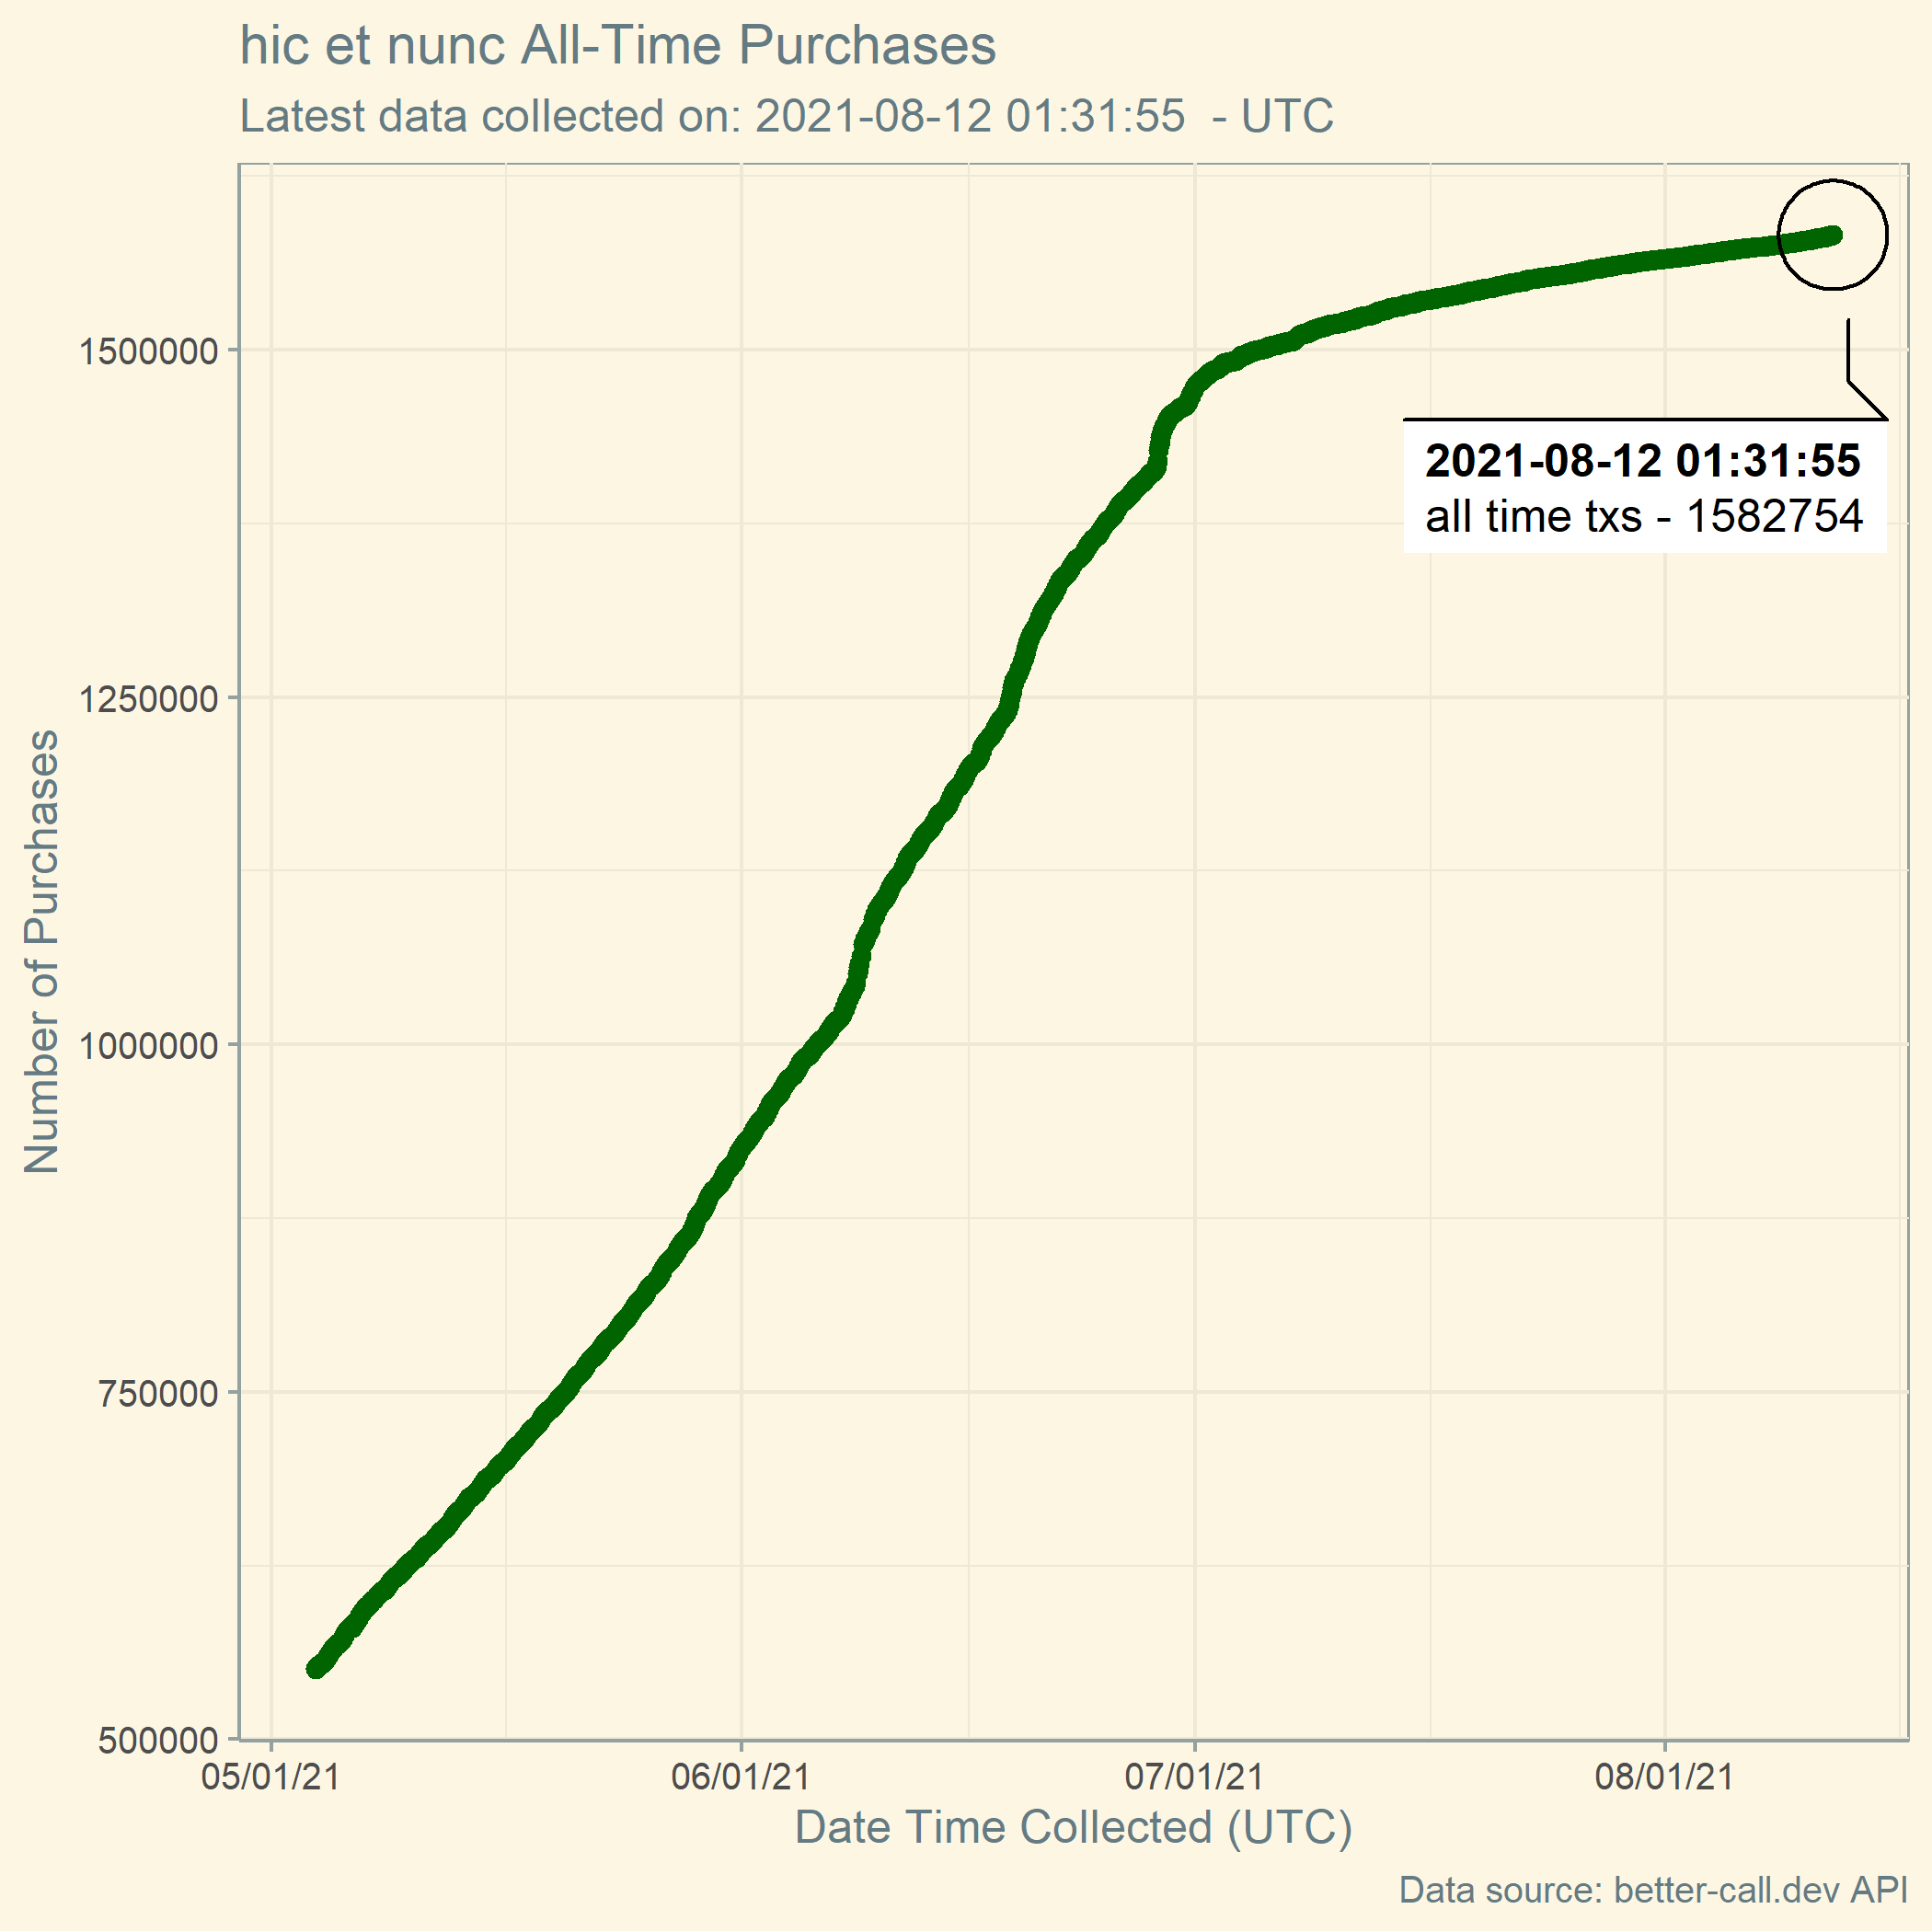 hic et nunc All-Time Purchases
Latest data collected on: 2021-08-12 01:31:55  - UTC
Number of Purchases
1500000
1250000
1000000
750000
500000
2021-08-12 01:31:55
all time txs - 1582754
05/01/21
06/01/21
07/01/21
08/01/21
Date Time Collected (UTC)
Data source: better-call.dev API